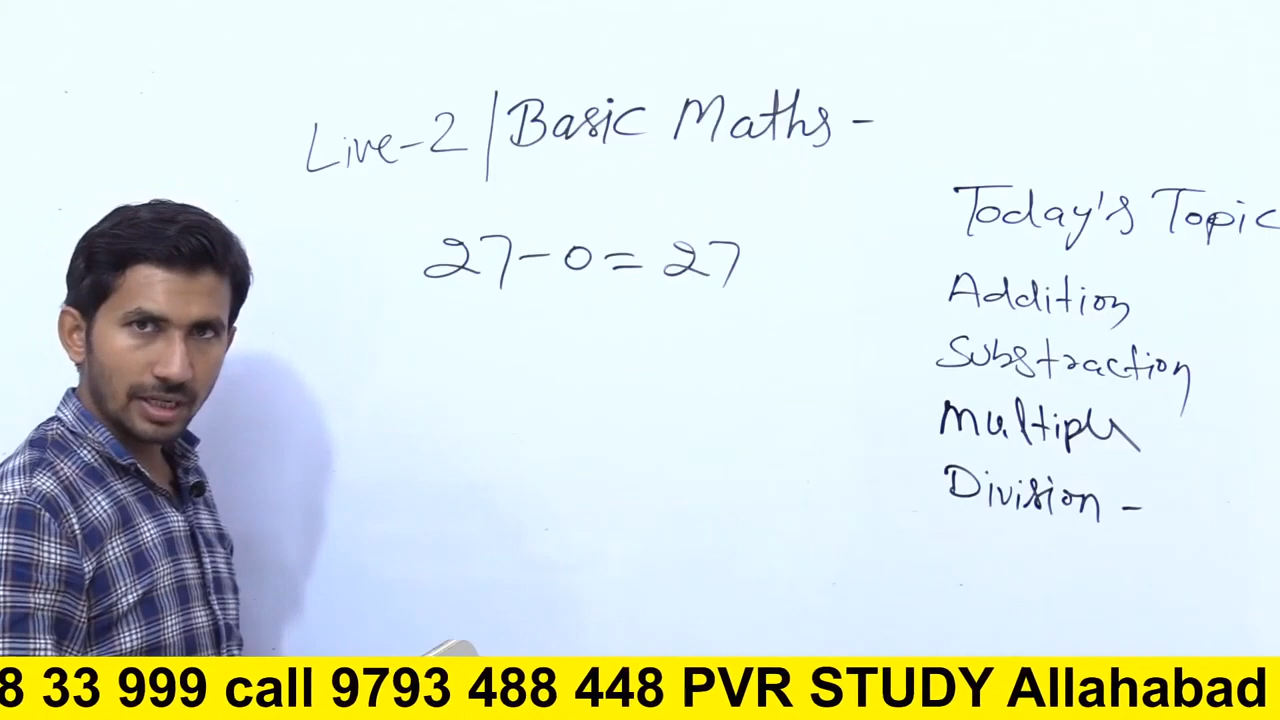 Live-2 | Basic Maths -
27 - 0 = 27
Today's Topic
Addition
Substraction
Multiple
Division -
8 33 999 call 9793 488 448 PVR STUDY Allahabad